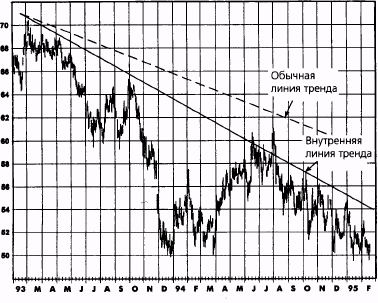 70
68
66
64
Обычная
линия тренда
62
60
Внутренняя
линия тренда
58
56
54
52
50
93 M A M J J A S O N D 94 M A M J J A S O N D 95 F